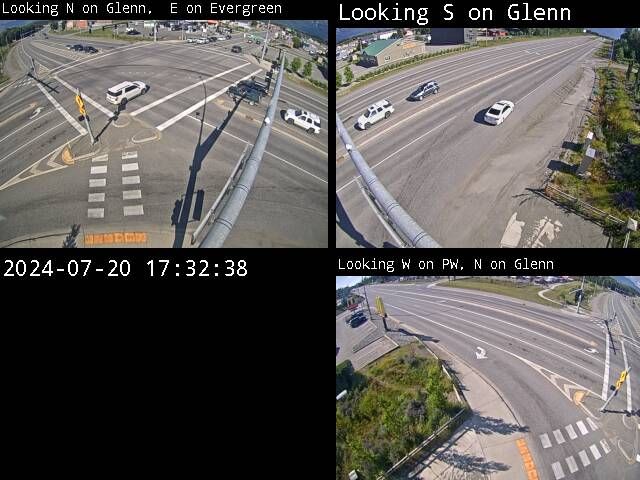 Looking N on Glenn, E on Evergreen
Looking S on Glenn
2024-07-20 17:32:38
Looking W on PW, N on Glenn